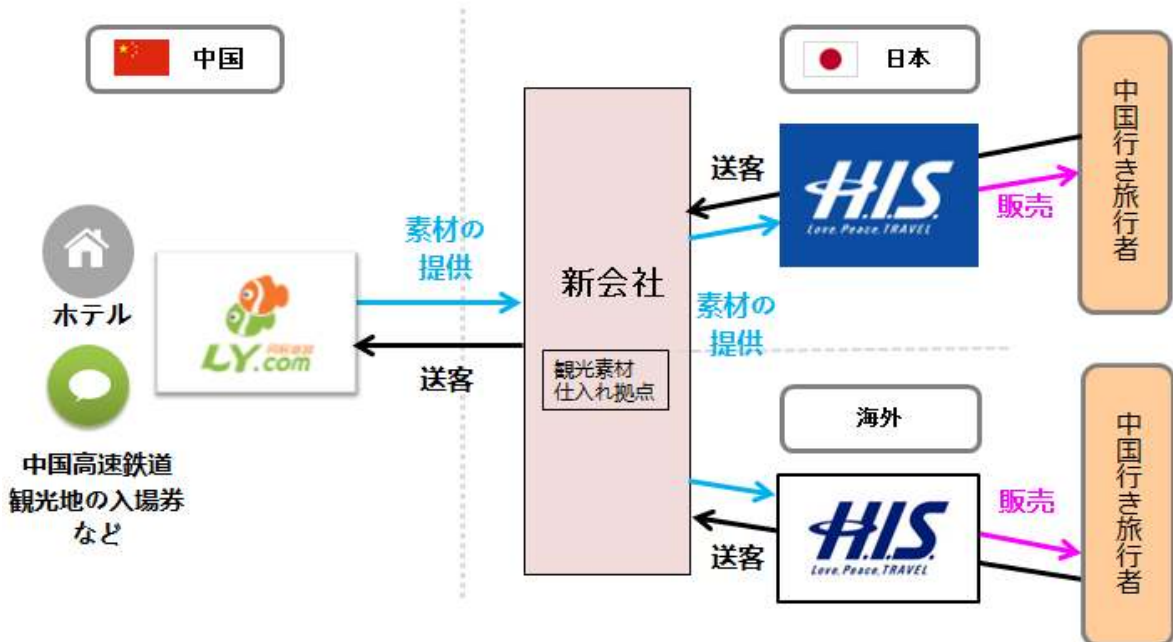 中国
ホテル
中国高速鉄道
観光地の入場券
など
LY.com
素材の
提供
送客
新会社
観光素材
仕入れ拠点
日本
送客
H.I.S.
Love, Peace, TRAVEL
販売
素材の
提供
中国行き旅行者
海外
送客
H.I.S.
Love, Peace, TRAVEL
販売
中国行き旅行者